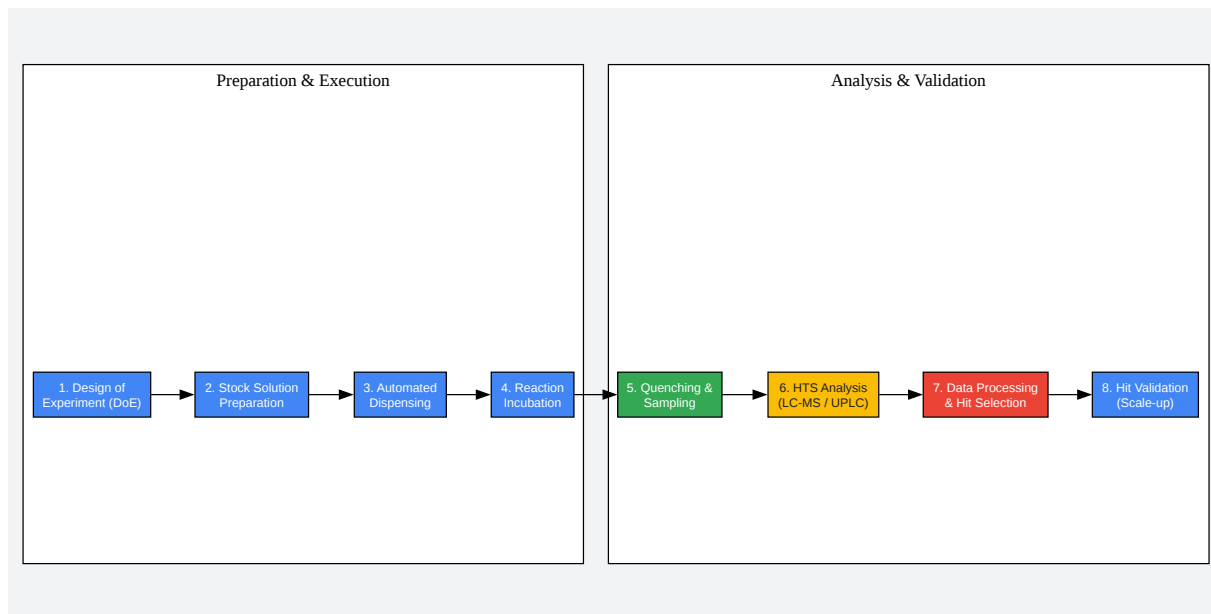 Preparation & Execution
Analysis & Validation
1. Design of
Experiment (DoE)
2. Stock Solution
Preparation
3. Automated
Dispensing
4. Reaction
Incubation
5. Quenching &
Sampling
6. HTS Analysis
(LC-MS / UPLC)
7. Data Processing
& Hit Selection
8. Hit Validation
(Scale-up)